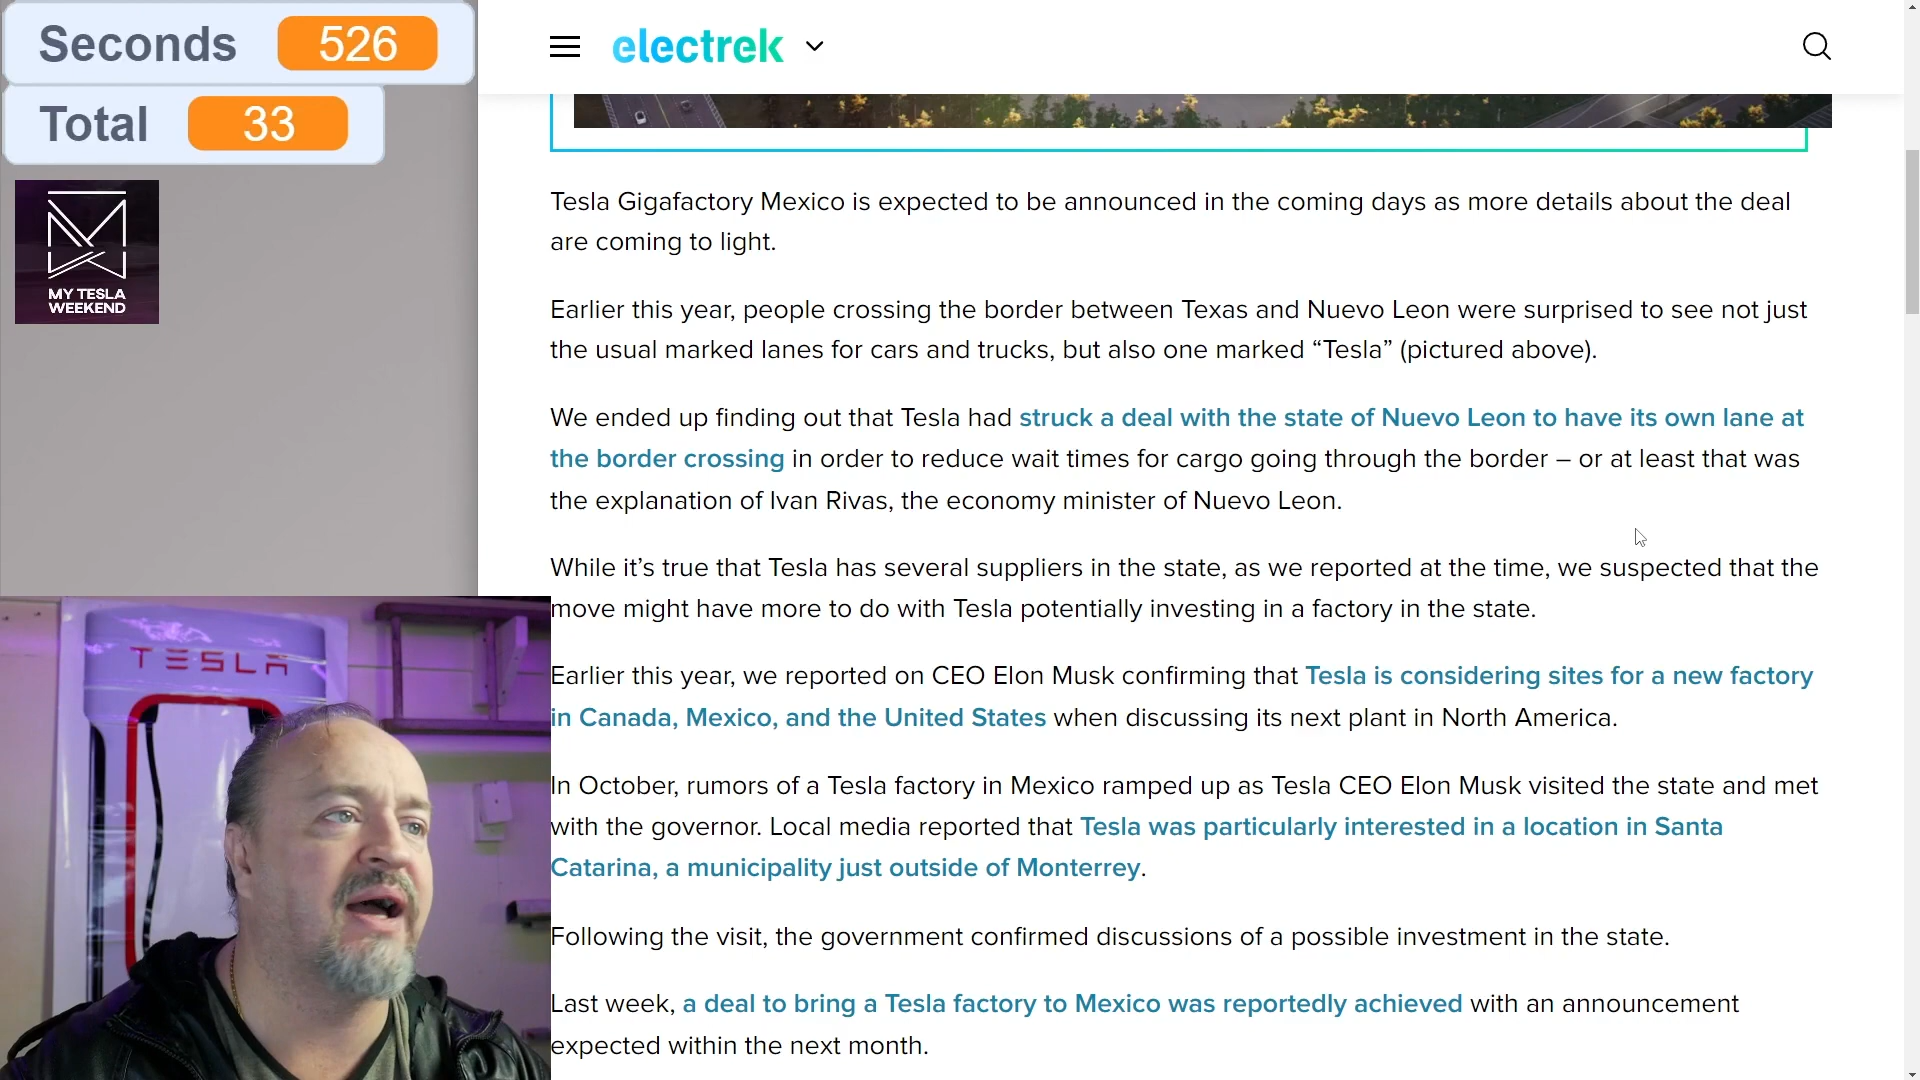 Seconds 526
Total 33
MY TESLA
WEEKEND
electrek
Tesla Gigafactory Mexico is expected to be announced in the coming days as more details about the deal
are coming to light.
Earlier this year, people crossing the border between Texas and Nuevo Leon were surprised to see not just
the usual marked lanes for cars and trucks, but also one marked “Tesla” (pictured above).
We ended up finding out that Tesla had struck a deal with the state of Nuevo Leon to have its own lane at
the border crossing in order to reduce wait times for cargo going through the border – or at least that was
the explanation of Ivan Rivas, the economy minister of Nuevo Leon.
While it’s true that Tesla has several suppliers in the state, as we reported at the time, we suspected that the
move might have more to do with Tesla potentially investing in a factory in the state.
Earlier this year, we reported on CEO Elon Musk confirming that Tesla is considering sites for a new factory
in Canada, Mexico, and the United States when discussing its next plant in North America.
In October, rumors of a Tesla factory in Mexico ramped up as Tesla CEO Elon Musk visited the state and met
with the governor. Local media reported that Tesla was particularly interested in a location in Santa
Catarina, a municipality just outside of Monterrey.
Following the visit, the government confirmed discussions of a possible investment in the state.
Last week, a deal to bring a Tesla factory to Mexico was reportedly achieved with an announcement
expected within the next month.
TESLA